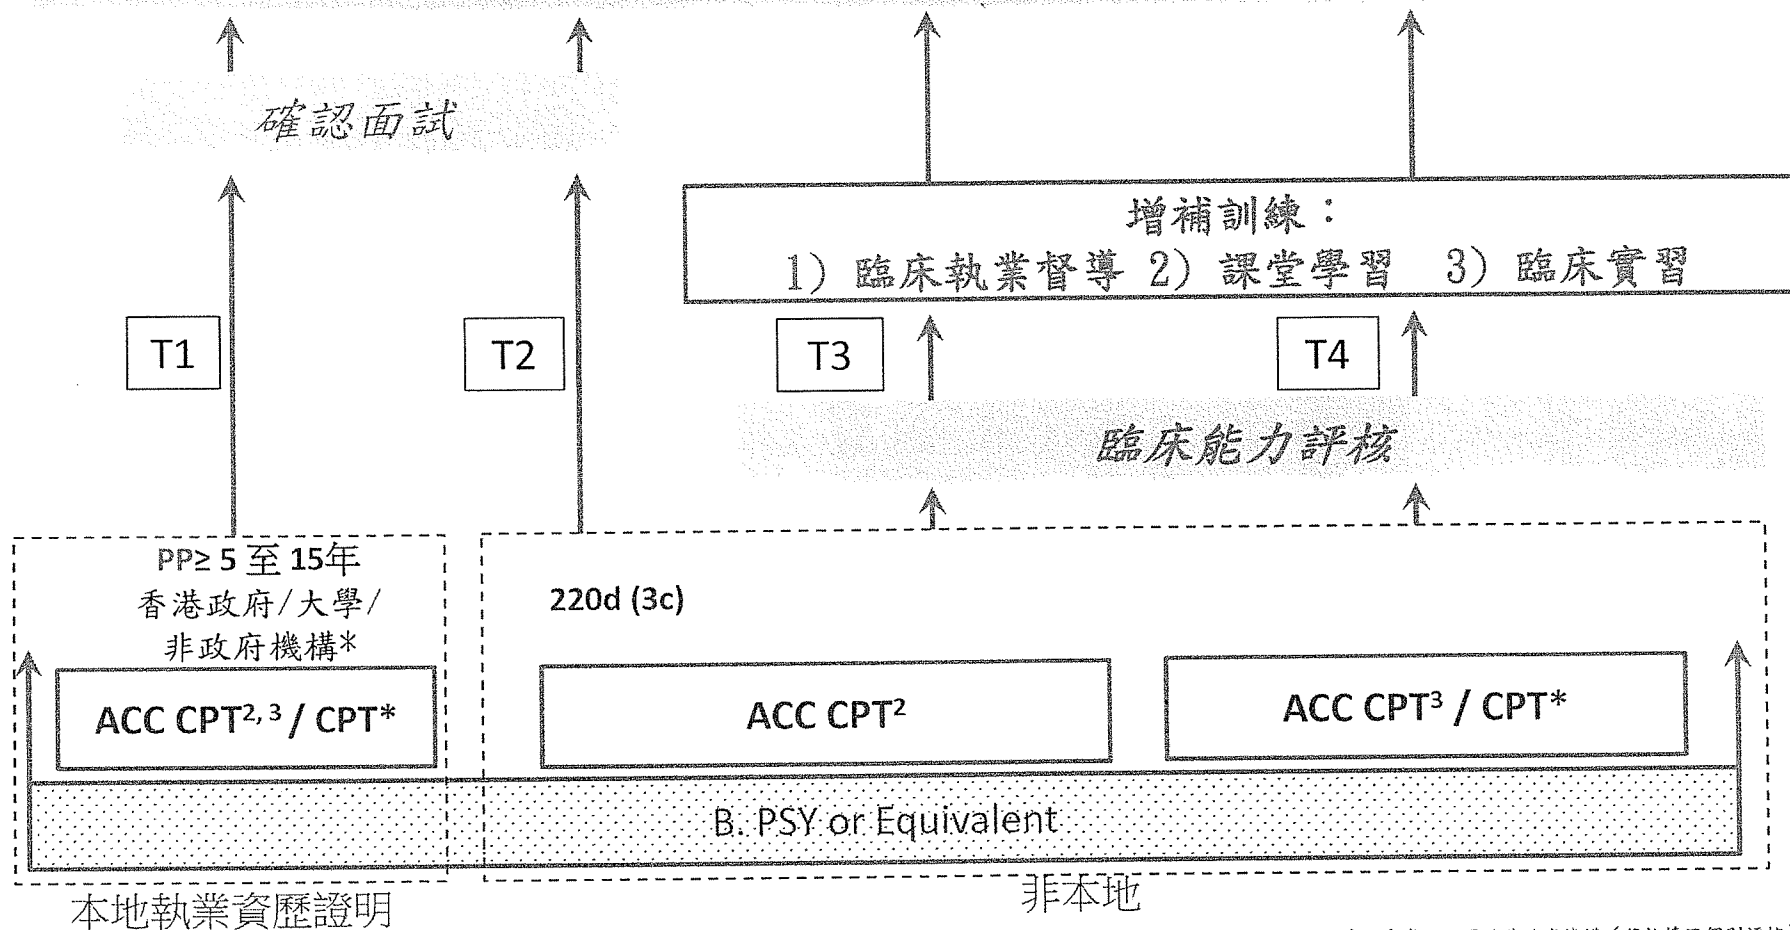 確認面試
增補訓練：
1) 臨床執業督導 2) 課堂學習 3) 臨床實習
T1
T2
T3
T4
臨床能力評核
PP≥ 5 至 15年
香港政府/大學/
非政府機構*
220d (3c)
ACC CPT²,³ / CPT*
ACC CPT²
ACC CPT³ / CPT*
B. PSY or Equivalent
本地執業資歷證明
非本地